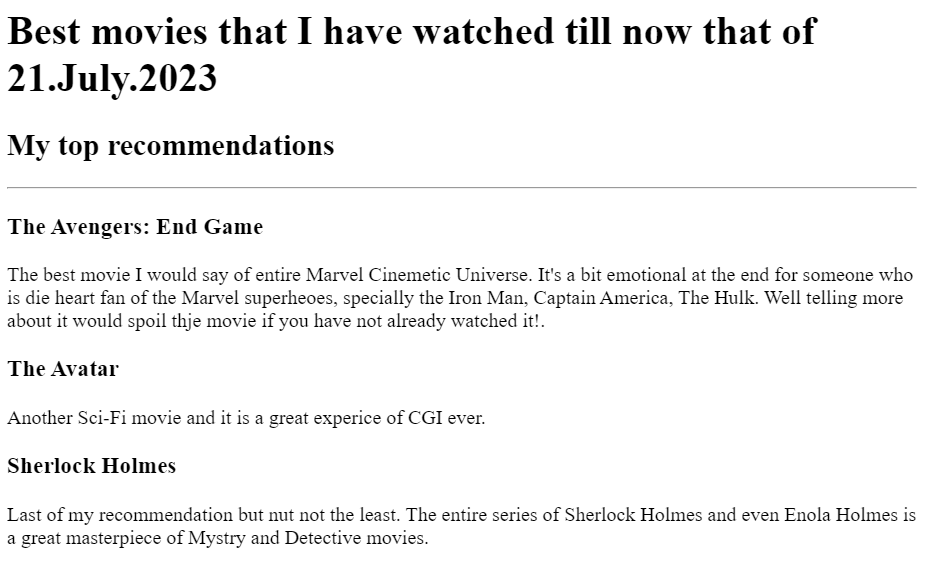 Best movies that I have watched till now that of
21.July.2023
My top recommendations
The Avengers: End Game
The best movie I would say of entire Marvel Cinemetic Universe. It's a bit emotional at the end for someone who
is die heart fan of the Marvel superheoes, specially the Iron Man, Captain America, The Hulk. Well telling more
about it would spoil thje movie if you have not already watched it!.
The Avatar
Another Sci-Fi movie and it is a great experice of CGI ever.
Sherlock Holmes
Last of my recommendation but nut not the least. The entire series of Sherlock Holmes and even Enola Holmes is
a great masterpiece of Mystry and Detective movies.